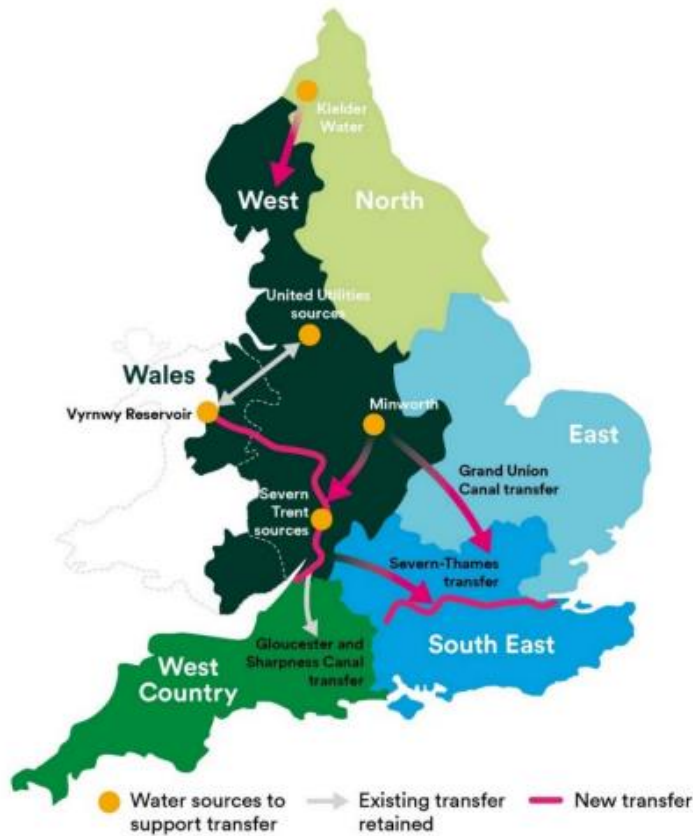 Kielder
Water
West
North
United Utilities
sources
Wales
Vyrnwy Reservoir
Minworth
East
Grand Union
Canal transfer
Severn
Trent
sources
Severn-Thames
transfer
Gloucester and
Sharpness Canal
transfer
South East
West
Country
Water sources to
support transfer
Existing transfer
retained
New transfer